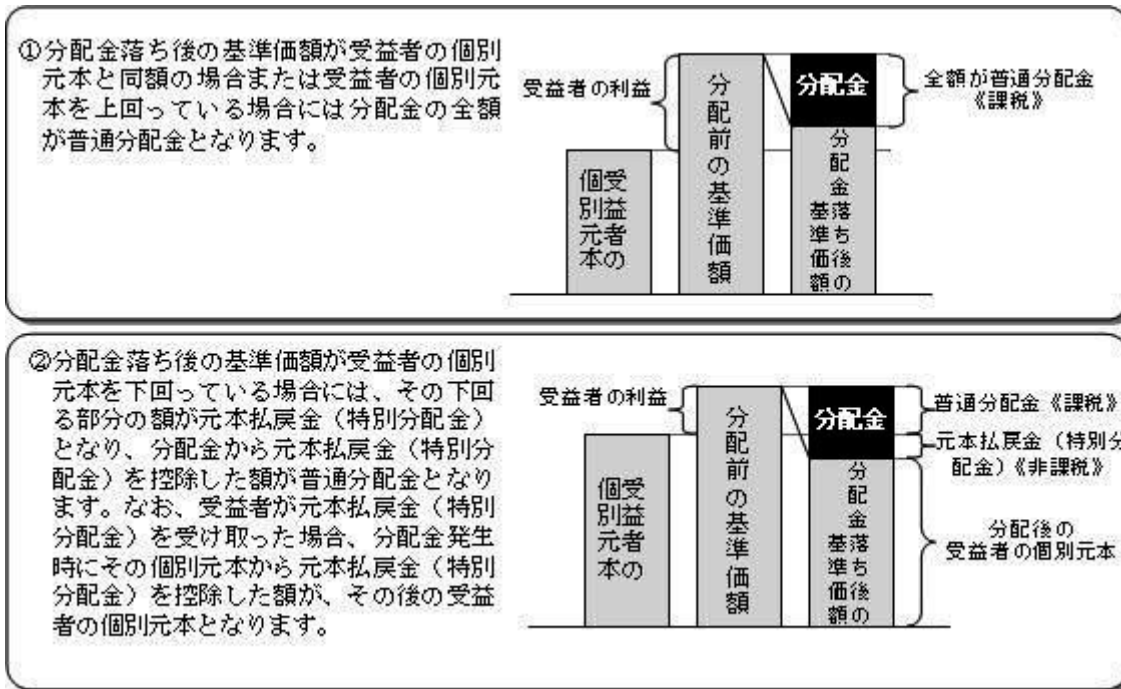 ①分配金落ち後の基準価額が受益者の個別
元本と同額の場合または受益者の個別元
本を上回っている場合には分配金の全額
が普通分配金となります。
受益者の利益
受益者の
個別元本
分配前の基準価額
分配金
分配金落ち後の
基準価額
全額が普通分配金
《課税》
②分配金落ち後の基準価額が受益者の個別
元本を下回っている場合には、その下回
る部分の額が元本払戻金（特別分配金）
となり、分配金から元本払戻金（特別分
配金）を控除した額が普通分配金となり
ます。なお、受益者が元本払戻金（特別
分配金）を受け取った場合、分配金発生
時にその個別元本から元本払戻金（特別
分配金）を控除した額が、その後の受益
者の個別元本となります。
受益者の利益
受益者の
個別元本
分配前の基準価額
分配金
分配金落ち後の
基準価額
普通分配金《課税》
元本払戻金（特別分
配金）《非課税》
分配後の
受益者の個別元本